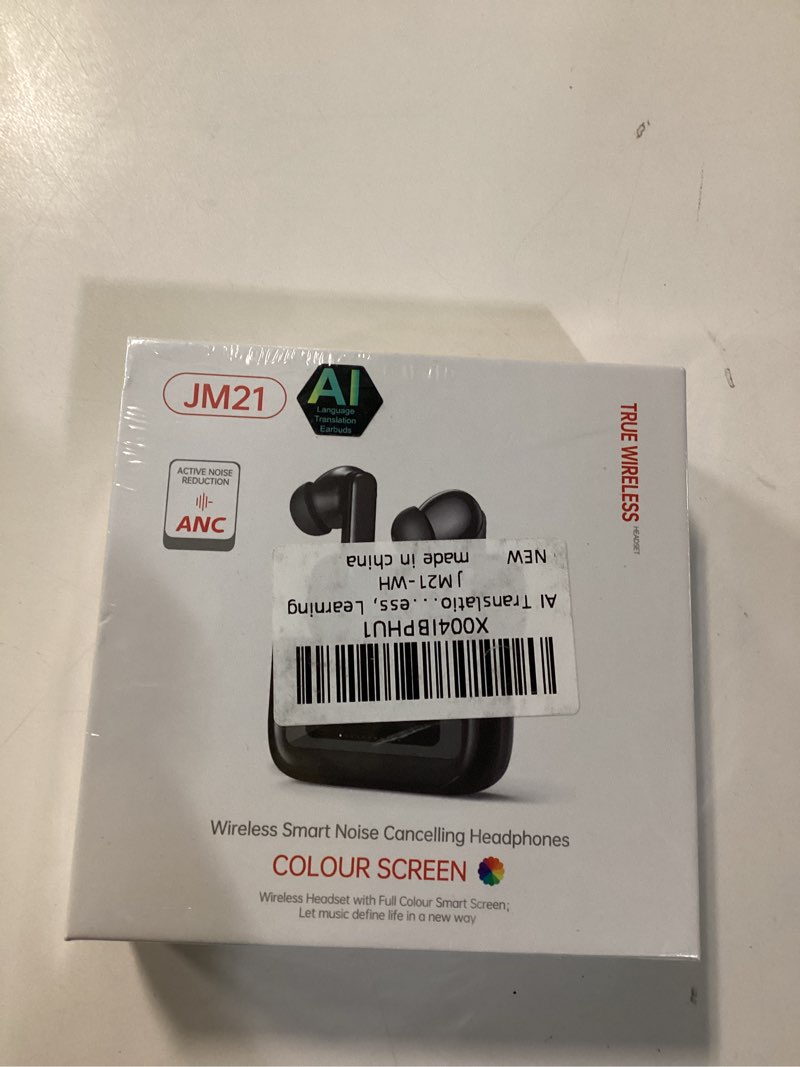 JM21
AI
Language
Translation
Earbuds
TRUE WIRELESS
HEADSET
ACTIVE NOISE
REDUCTION
ANC
X004IBPHU1
AI Translatio...ess, Learning
JM21-WH
NEW made in china
Wireless Smart Noise Cancelling Headphones
COLOUR SCREEN
Wireless Headset with Full Colour Smart Screen;
Let music define life in a new way